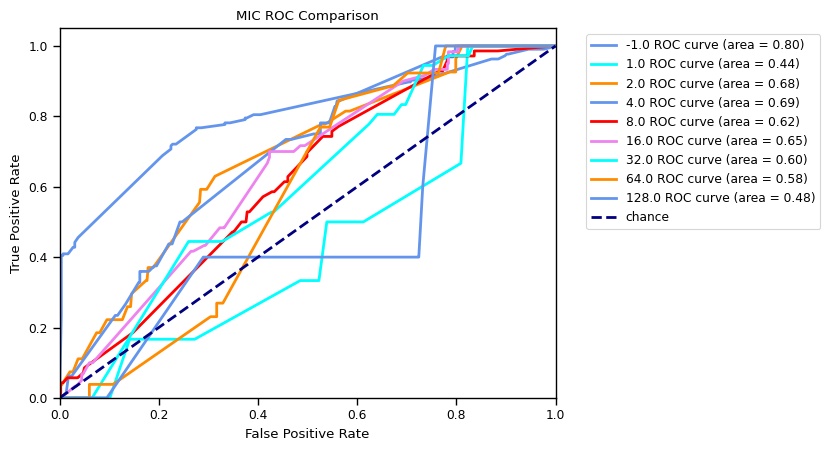 MIC ROC Comparison
1.0
0.8
0.6
0.4
0.2
0.0
True Positive Rate
0.0 0.2 0.4 0.6 0.8 1.0
False Positive Rate
-1.0 ROC curve (area = 0.80)
1.0 ROC curve (area = 0.44)
2.0 ROC curve (area = 0.68)
4.0 ROC curve (area = 0.69)
8.0 ROC curve (area = 0.62)
16.0 ROC curve (area = 0.65)
32.0 ROC curve (area = 0.60)
64.0 ROC curve (area = 0.58)
128.0 ROC curve (area = 0.48)
chance